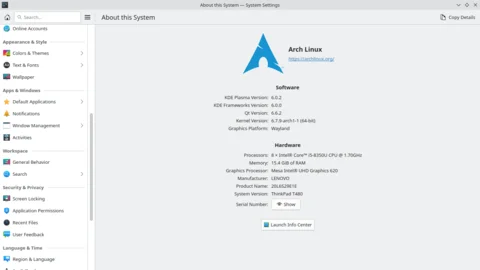 About this System — System Settings
Search...
About this System
Copy Details
Online Accounts
Appearance & Style
Colors & Themes
Text & Fonts
Wallpaper
Apps & Windows
Default Applications
Notifications
Window Management
Activities
Workspace
General Behavior
Search
Security & Privacy
Screen Locking
Application Permissions
Recent Files
User Feedback
Language & Time
Region & Language
Arch Linux
https://archlinux.org/
Software
KDE Plasma Version: 6.0.2
KDE Frameworks Version: 6.0.0
Qt Version: 6.6.2
Kernel Version: 6.7.9-arch1-1 (64-bit)
Graphics Platform: Wayland
Hardware
Processors: 8 × Intel® Core™ i5-8350U CPU @ 1.70GHz
Memory: 15.4 GiB of RAM
Graphics Processor: Mesa Intel® UHD Graphics 620
Manufacturer: LENOVO
Product Name: 20L6S29E1E
System Version: ThinkPad T480
Serial Number: Show
Launch Info Center